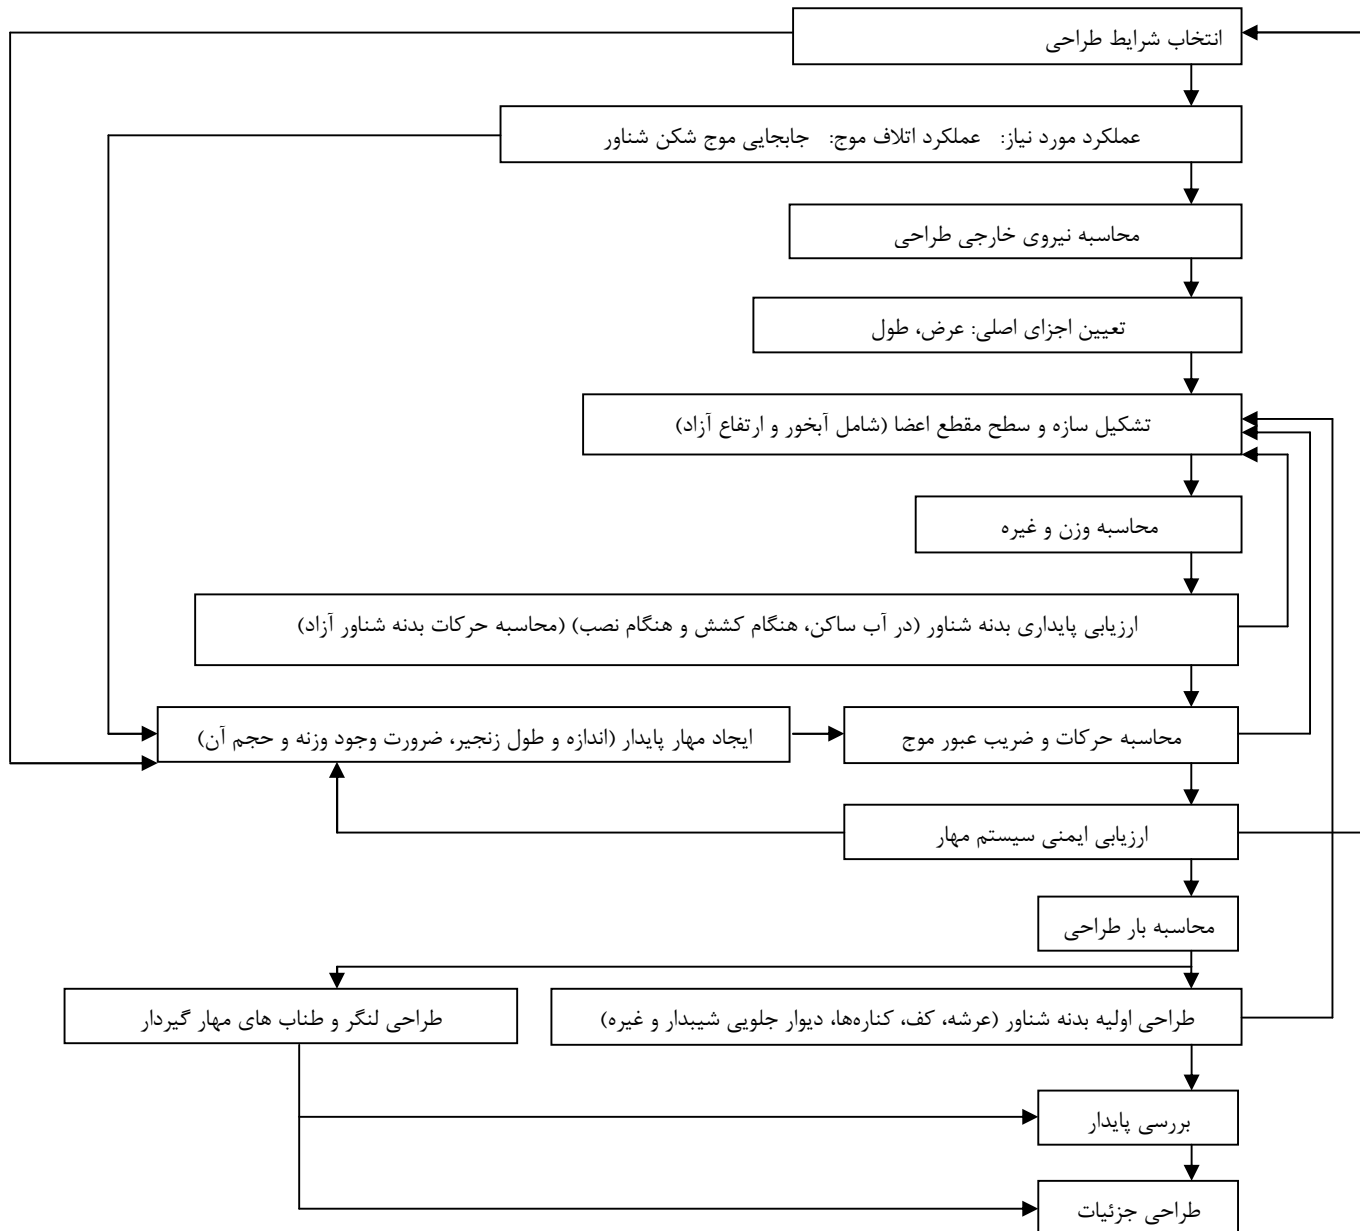 انتخاب شرایط طراحی
عملکرد مورد نیاز: عملکرد اتلاف موج: جابجایی موج شکن شناور
محاسبه نیروی خارجی طراحی
تعیین اجزای اصلی: عرض، طول
تشکیل سازه و سطح مقطع اعضا (شامل آبخور و ارتفاع آزاد)
محاسبه وزن و غیره
ارزیابی پایداری بدنه شناور (در آب ساکن، هنگام کشش و هنگام نصب) (محاسبه حرکات بدنه شناور آزاد)
محاسبه حرکات و ضریب عبور موج
ایجاد مهار پایدار (اندازه و طول زنجیر، ضرورت وجود وزنه و حجم آن)
ارزیابی ایمنی سیستم مهار
محاسبه بار طراحی
طراحی اولیه بدنه شناور (عرشه، کف، کناره‌ها، دیوار جلویی شیبدار و غیره)
طراحی لنگر و طناب های مهار گیردار
بررسی پایدار
طراحی جزئیات